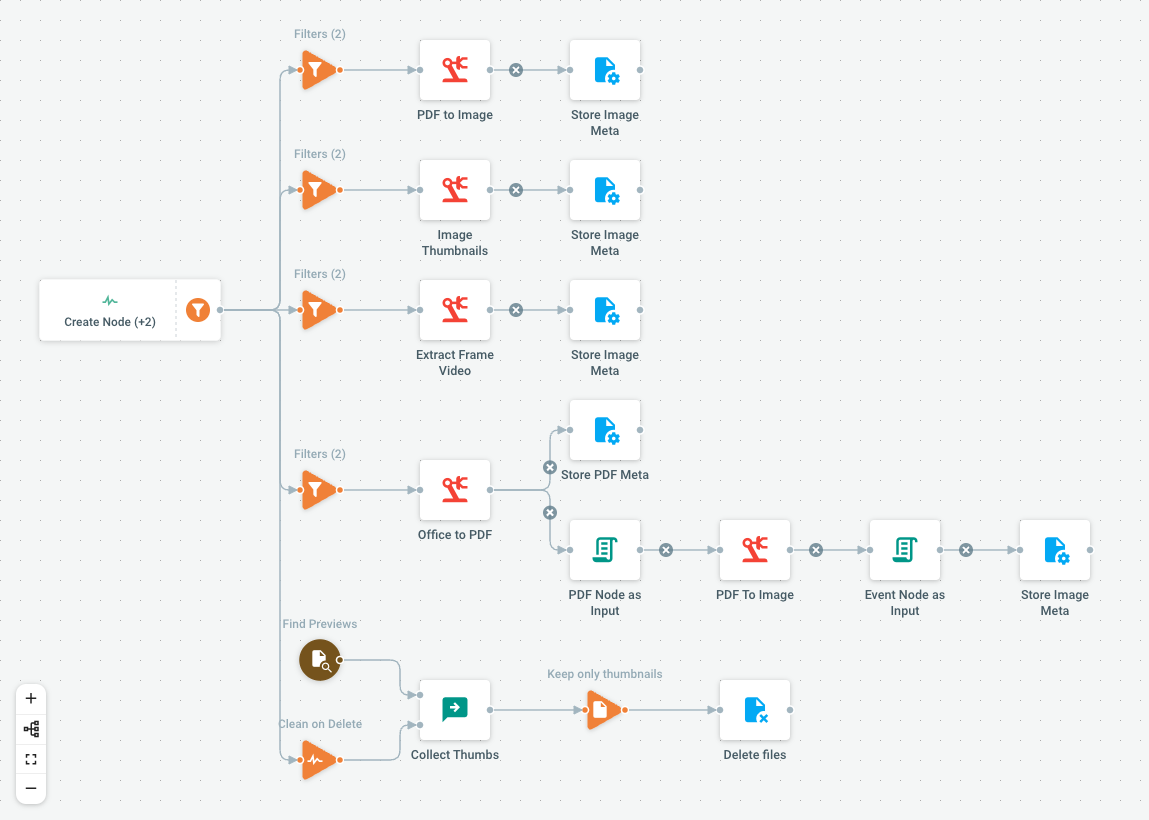 Filters (2)
PDF to Image
Store Image
Meta
Filters (2)
Image
Thumbnails
Store Image
Meta
Filters (2)
Create Node (+2)
Extract Frame
Video
Store Image
Meta
Filters (2)
Store PDF Meta
Office to PDF
PDF Node as
Input
PDF To Image
Event Node as
Input
Store Image
Meta
Find Previews
Keep only thumbnails
Clean on Delete
Collect Thumbs
Delete files